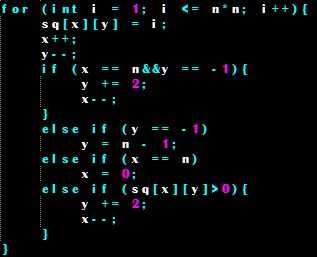 for (int i = 1; i <= n*n; i++){
sq[x][y] = i;
x++;
y--;
if (x == n&&y == -1){
y += 2;
x--;
}
else if (y == -1)
y = n - 1;
else if (x == n)
x = 0;
else if (sq[x][y]>0){
y += 2;
x--;
}
}